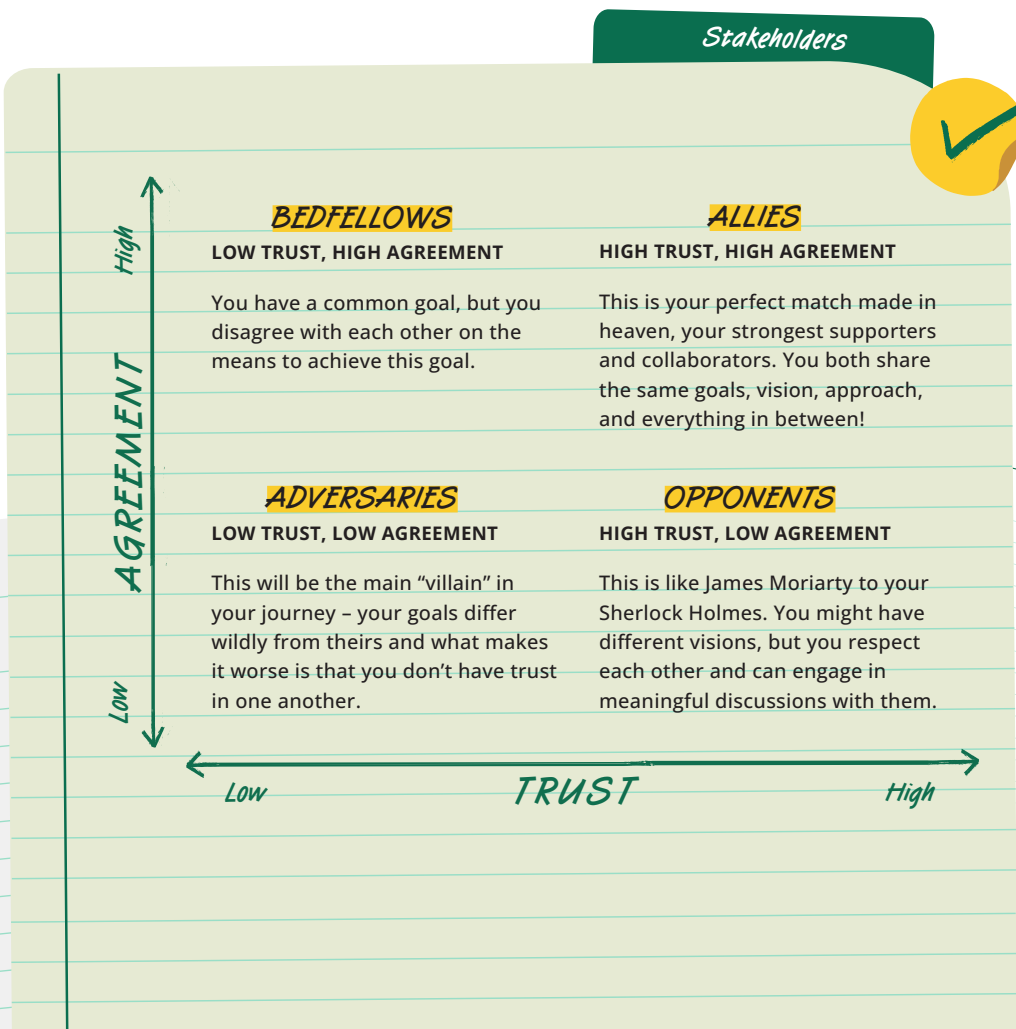 Stakeholders
High
AGREEMENT
Low
BEDFELLOWS
LOW TRUST, HIGH AGREEMENT
You have a common goal, but you
disagree with each other on the
means to achieve this goal.
ALLIES
HIGH TRUST, HIGH AGREEMENT
This is your perfect match made in
heaven, your strongest supporters
and collaborators. You both share
the same goals, vision, approach,
and everything in between!
ADVERSARIES
LOW TRUST, LOW AGREEMENT
This will be the main “villain” in
your journey – your goals differ
wildly from theirs and what makes
it worse is that you don’t have trust
in one another.
OPPONENTS
HIGH TRUST, LOW AGREEMENT
This is like James Moriarty to your
Sherlock Holmes. You might have
different visions, but you respect
each other and can engage in
meaningful discussions with them.
Low
TRUST
High